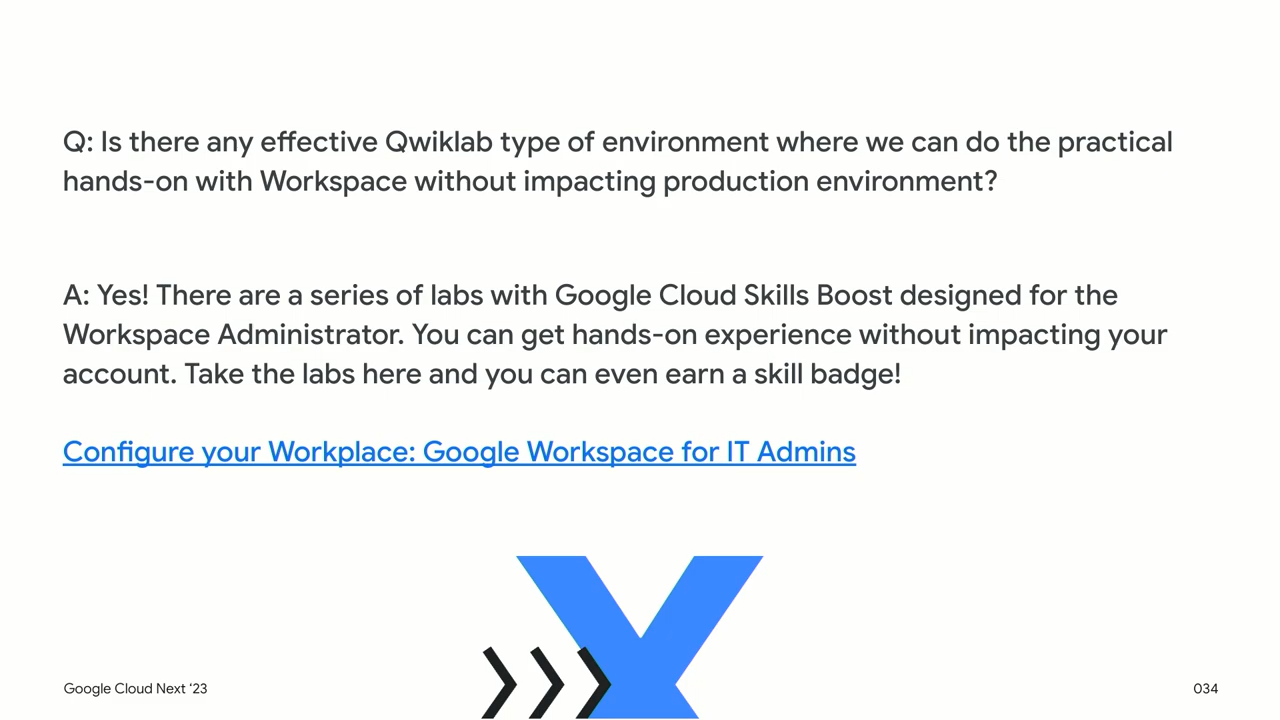 Q: Is there any effective Qwiklab type of environment where we can do the practical
hands-on with Workspace without impacting production environment?
A: Yes! There are a series of labs with Google Cloud Skills Boost designed for the
Workspace Administrator. You can get hands-on experience without impacting your
account. Take the labs here and you can even earn a skill badge!
Configure your Workplace: Google Workspace for IT Admins
Google Cloud Next ‘23
034